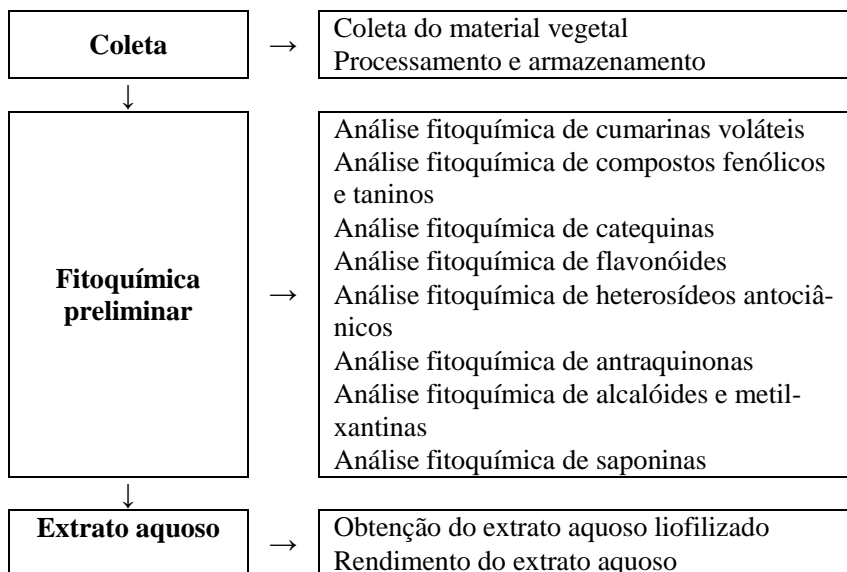 Coleta
→
Coleta do material vegetal
Processamento e armazenamento
↓
Fitoquímica
preliminar
→
Análise fitoquímica de cumarinas voláteis
Análise fitoquímica de compostos fenólicos
e taninos
Análise fitoquímica de catequinas
Análise fitoquímica de flavonóides
Análise fitoquímica de heterosídeos antociâ-
nicos
Análise fitoquímica de antraquinonas
Análise fitoquímica de alcalóides e metil-
xantinas
Análise fitoquímica de saponinas
↓
Extrato aquoso
→
Obtenção do extrato aquoso liofilizado
Rendimento do extrato aquoso